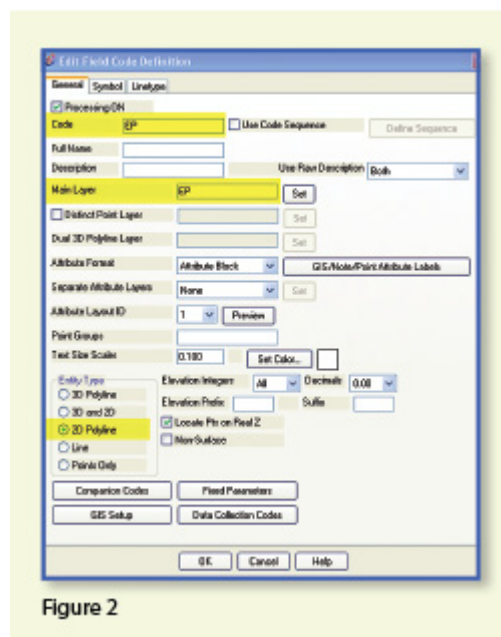 Edit Field Code Definition
General Symbol Linetype
Processing ON
Code EP Use Code Sequence Define Sequence
Full Name
Description Use Raw Description Both
Main Layer EP Set
Distinct Point Layer Set
Dual 3D Polyline Layer Set
Attribute Format Attribute Block GIS/Note/Point Attribute Labels
Separate Attribute Layers None Set
Attribute Layout ID 1 Preview
Point Groups
Text Size Scaler 0.100 Set Color...
Entity Type Elevation Integers All Decimals 0.00
3D Polyline Elevation Prefix Suffix
3D and 2D Locate Pts on Real Z
2D Polyline Non-Surface
Line
Points Only
Companion Codes Fixed Parameters
GIS Setup Data Collection Codes
OK Cancel Help
Figure 2